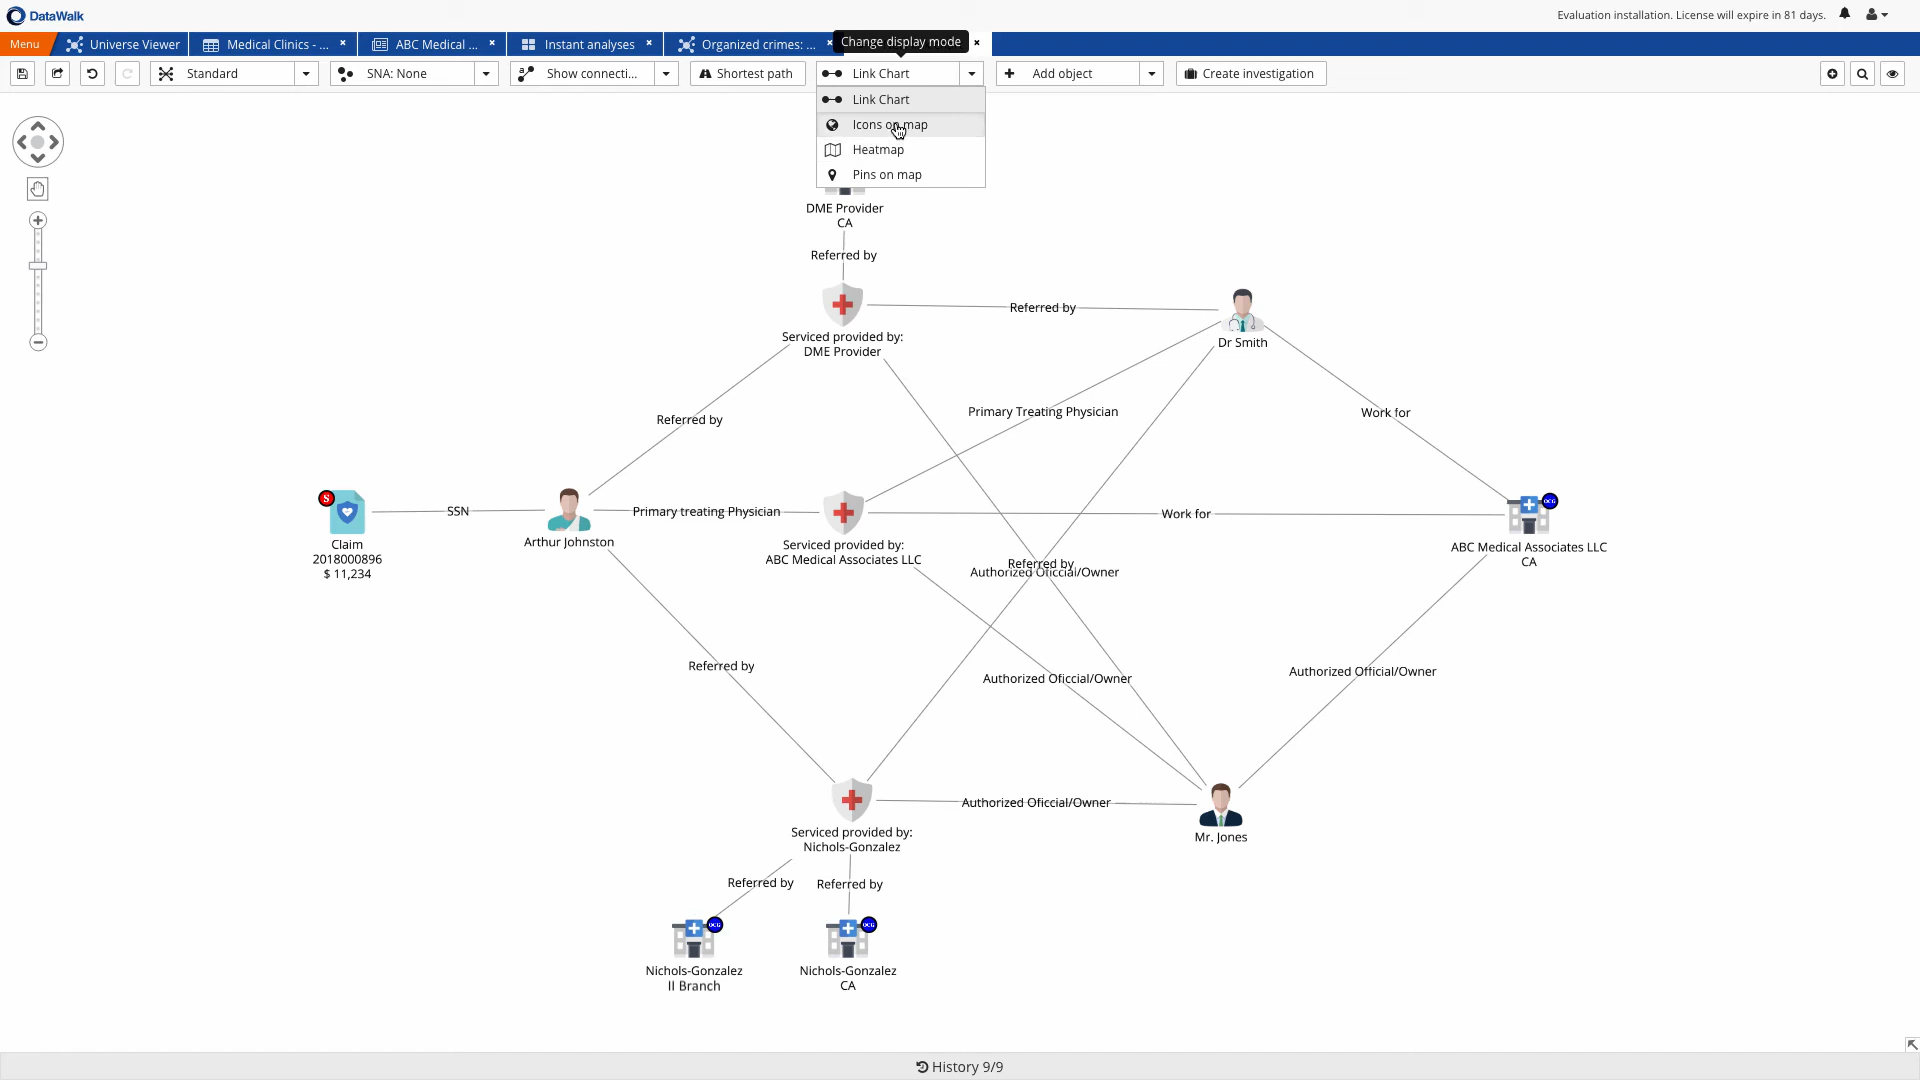 DataWalk
Evaluation installation. License will expire in 81 days.
Menu
Universe Viewer
Medical Clinics - ...
ABC Medical ...
Instant analyses
Organized crimes: ...
Change display mode
Standard
SNA: None
Show connecti...
Shortest path
Link Chart
Add object
Create investigation
Link Chart
Icons on map
Heatmap
Pins on map
DME Provider
CA
Referred by
Serviced provided by:
DME Provider
Referred by
Dr Smith
Referred by
Primary Treating Physician
Work for
S
Claim
2018000896
$ 11,234
SSN
Arthur Johnston
Primary treating Physician
Serviced provided by:
ABC Medical Associates LLC
Work for
OCG
ABC Medical Associates LLC
CA
Referred by
Authorized Oficcial/Owner
Referred by
Authorized Oficcial/Owner
Authorized Official/Owner
Serviced provided by:
Nichols-Gonzalez
Authorized Oficcial/Owner
Mr. Jones
Referred by
Referred by
OCG
Nichols-Gonzalez
II Branch
OCG
Nichols-Gonzalez
CA
History 9/9